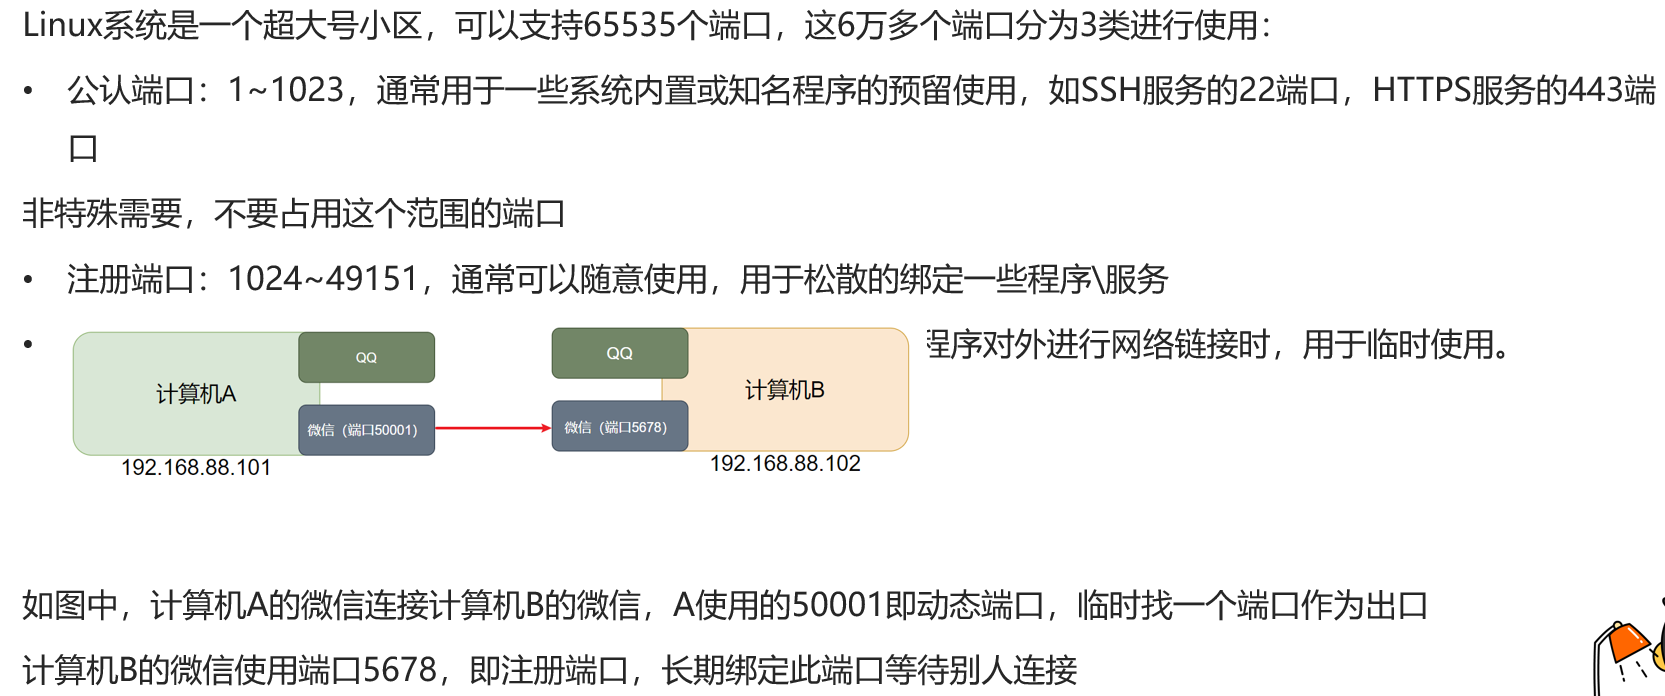 Linux系统是一个超大号小区，可以支持65535个端口，这6万多个端口分为3类进行使用：
• 公认端口：1~1023，通常用于一些系统内置或知名程序的预留使用，如SSH服务的22端口，HTTPS服务的443端
口
非特殊需要，不要占用这个范围的端口
• 注册端口：1024~49151，通常可以随意使用，用于松散的绑定一些程序\服务
• 程序对外进行网络链接时，用于临时使用。
QQ
计算机A
微信（端口50001）
192.168.88.101
QQ
计算机B
微信（端口5678）
192.168.88.102
如图中，计算机A的微信连接计算机B的微信，A使用的50001即动态端口，临时找一个端口作为出口
计算机B的微信使用端口5678，即注册端口，长期绑定此端口等待别人连接